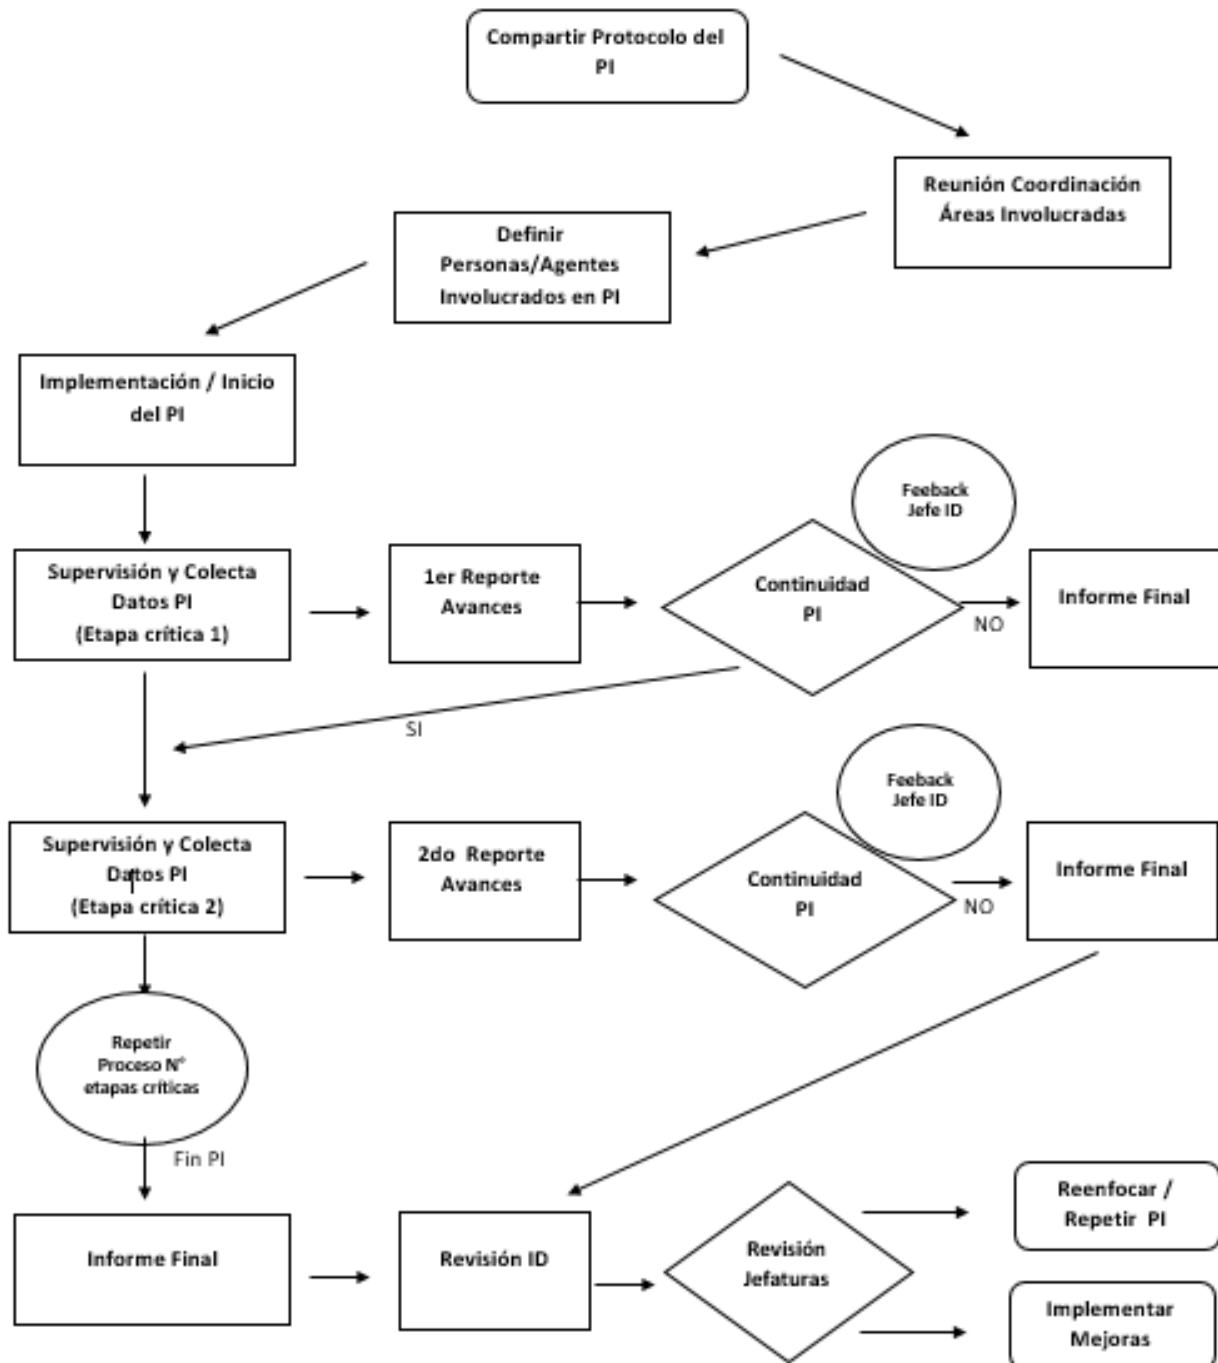 Compartir Protocolo del
PI
Reunión Coordinación
Áreas Involucradas
Definir
Personas/Agentes
Involucrados en PI
Implementación / Inicio
del PI
Supervisión y Colecta
Datos PI
(Etapa crítica 1)
1er Reporte
Avances
Continuidad
PI
Feeback
Jefe ID
NO
Informe Final
SI
Supervisión y Colecta
Datos PI
(Etapa crítica 2)
2do Reporte
Avances
Continuidad
PI
Feeback
Jefe ID
NO
Informe Final
Repetir
Proceso N°
etapas críticas
Fin PI
Informe Final
Revisión ID
Revisión
Jefaturas
Reenfocar /
Repetir PI
Implementar
Mejoras